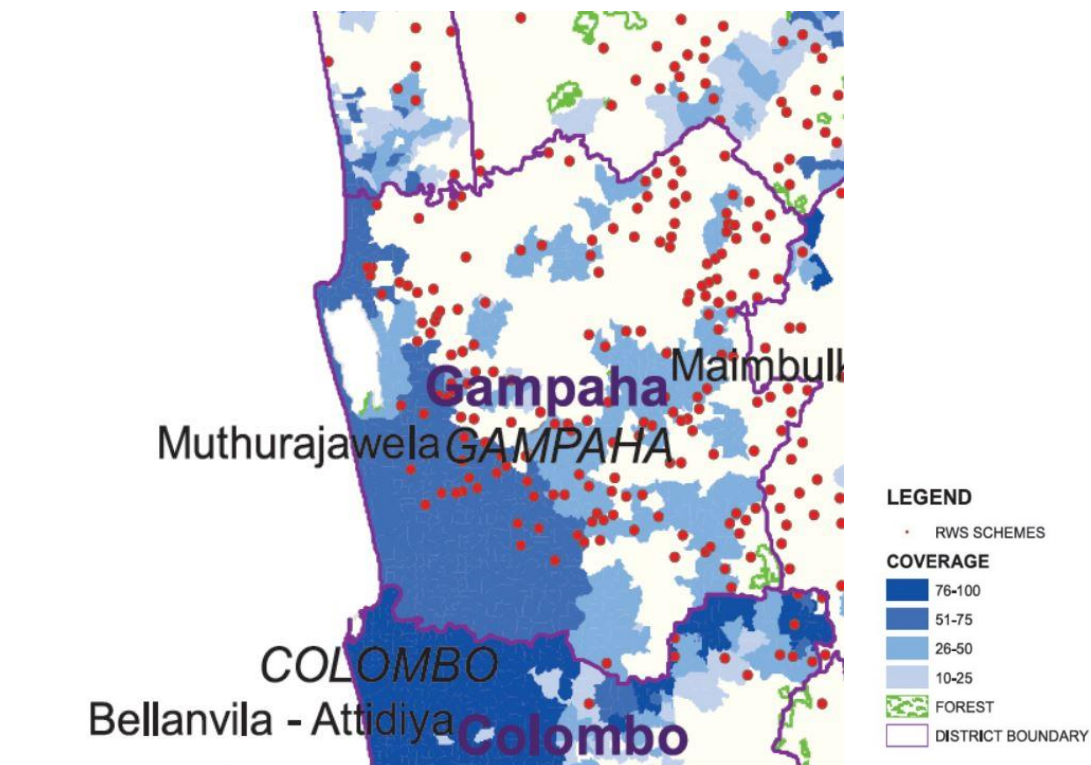 Maimbulk
Gampaha
Muthurajawela GAMPAHA
COLOMBO
Bellanvila - Attidiya
Colombo
LEGEND
RWS SCHEMES
COVERAGE
76-100
51-75
26-50
10-25
FOREST
DISTRICT BOUNDARY